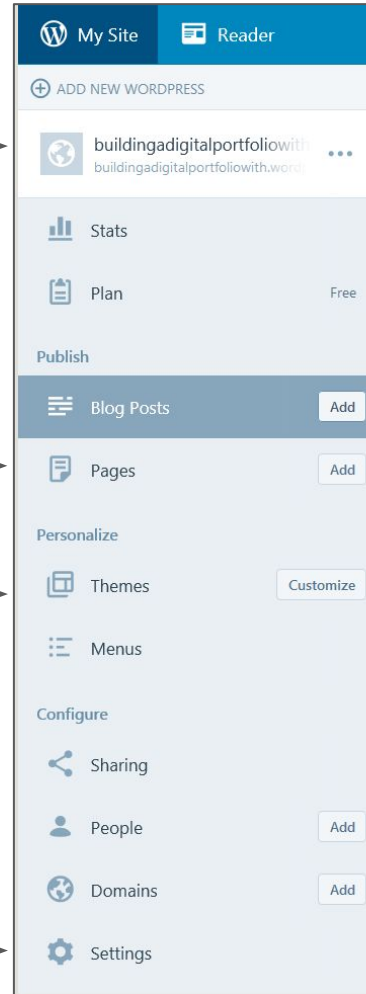 My Site Reader
ADD NEW WORDPRESS
buildingadigitalportfoliowith
buildingadigitalportfoliowith.word
Stats
Plan Free
Publish
Blog Posts Add
Pages Add
Personalize
Themes Customize
Menus
Configure
Sharing
People Add
Domains Add
Settings